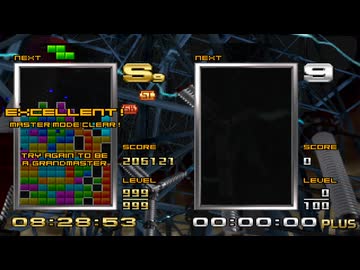 NEXT
S9
EXCELLENT!
MASTER MODE CLEAR!
TRY AGAIN TO BE
A GRANDMASTER.
SCORE
206121
LEVEL
999
999
08:28:53
NEXT
9
SCORE
0
LEVEL
0
100
00:00:00 PLUS